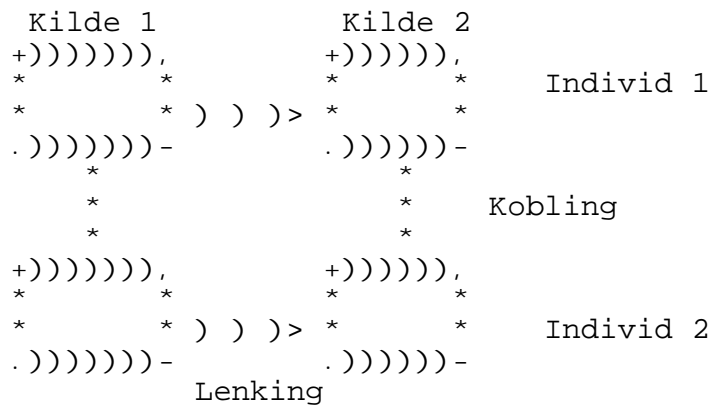 Kilde 1 Kilde 2
+))))))), +)))))),
* * * * Individ 1
* * ) ) )> * *
.)))))))- .))))))-
* *
* * Kobling
* *
+))))))), +)))))),
* * * *
* * ) ) )> * * Individ 2
.)))))))- .))))))-
Lenking